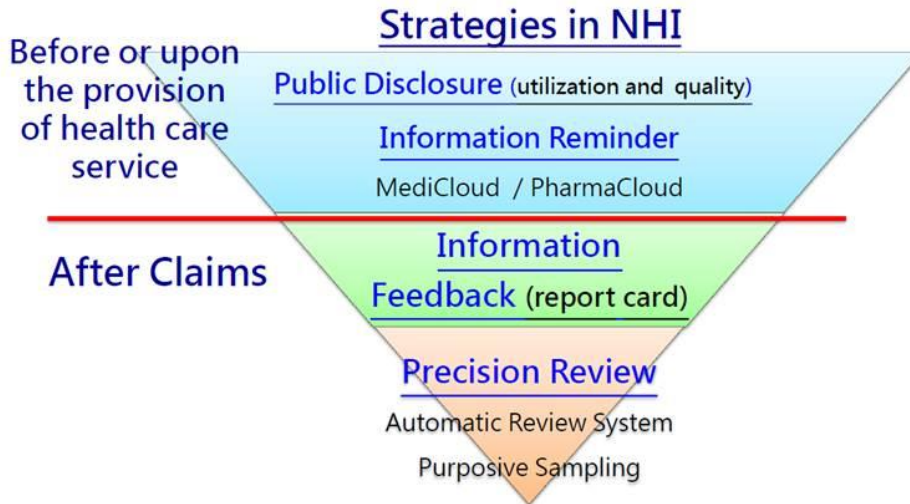 Strategies in NHI
Before or upon
the provision
of health care
service
Public Disclosure (utilization and quality)
Information Reminder
MediCloud / PharmaCloud
After Claims
Information
Feedback (report card)
Precision Review
Automatic Review System
Purposive Sampling